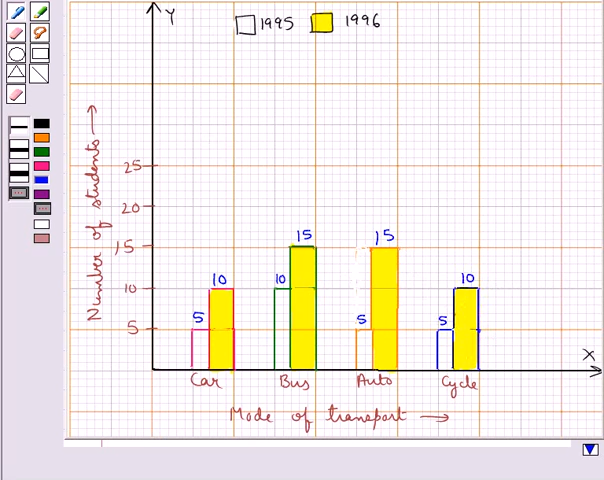 Y
1995 1996
Number of students
25
20
15
10
5
5 10
10 15
5 15
5 10
X
Car Bus Auto Cycle
Mode of transport